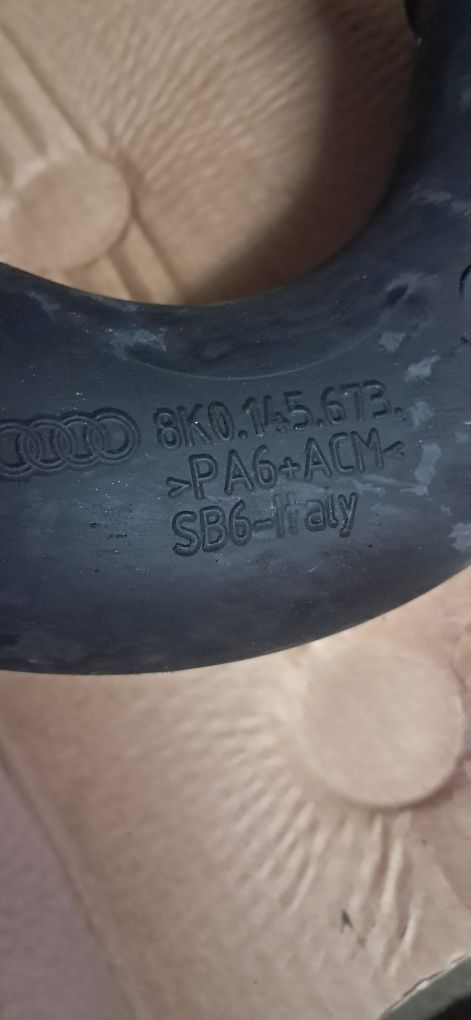 8K0.145.673.
>PA6+ACM<
SB6-Italy